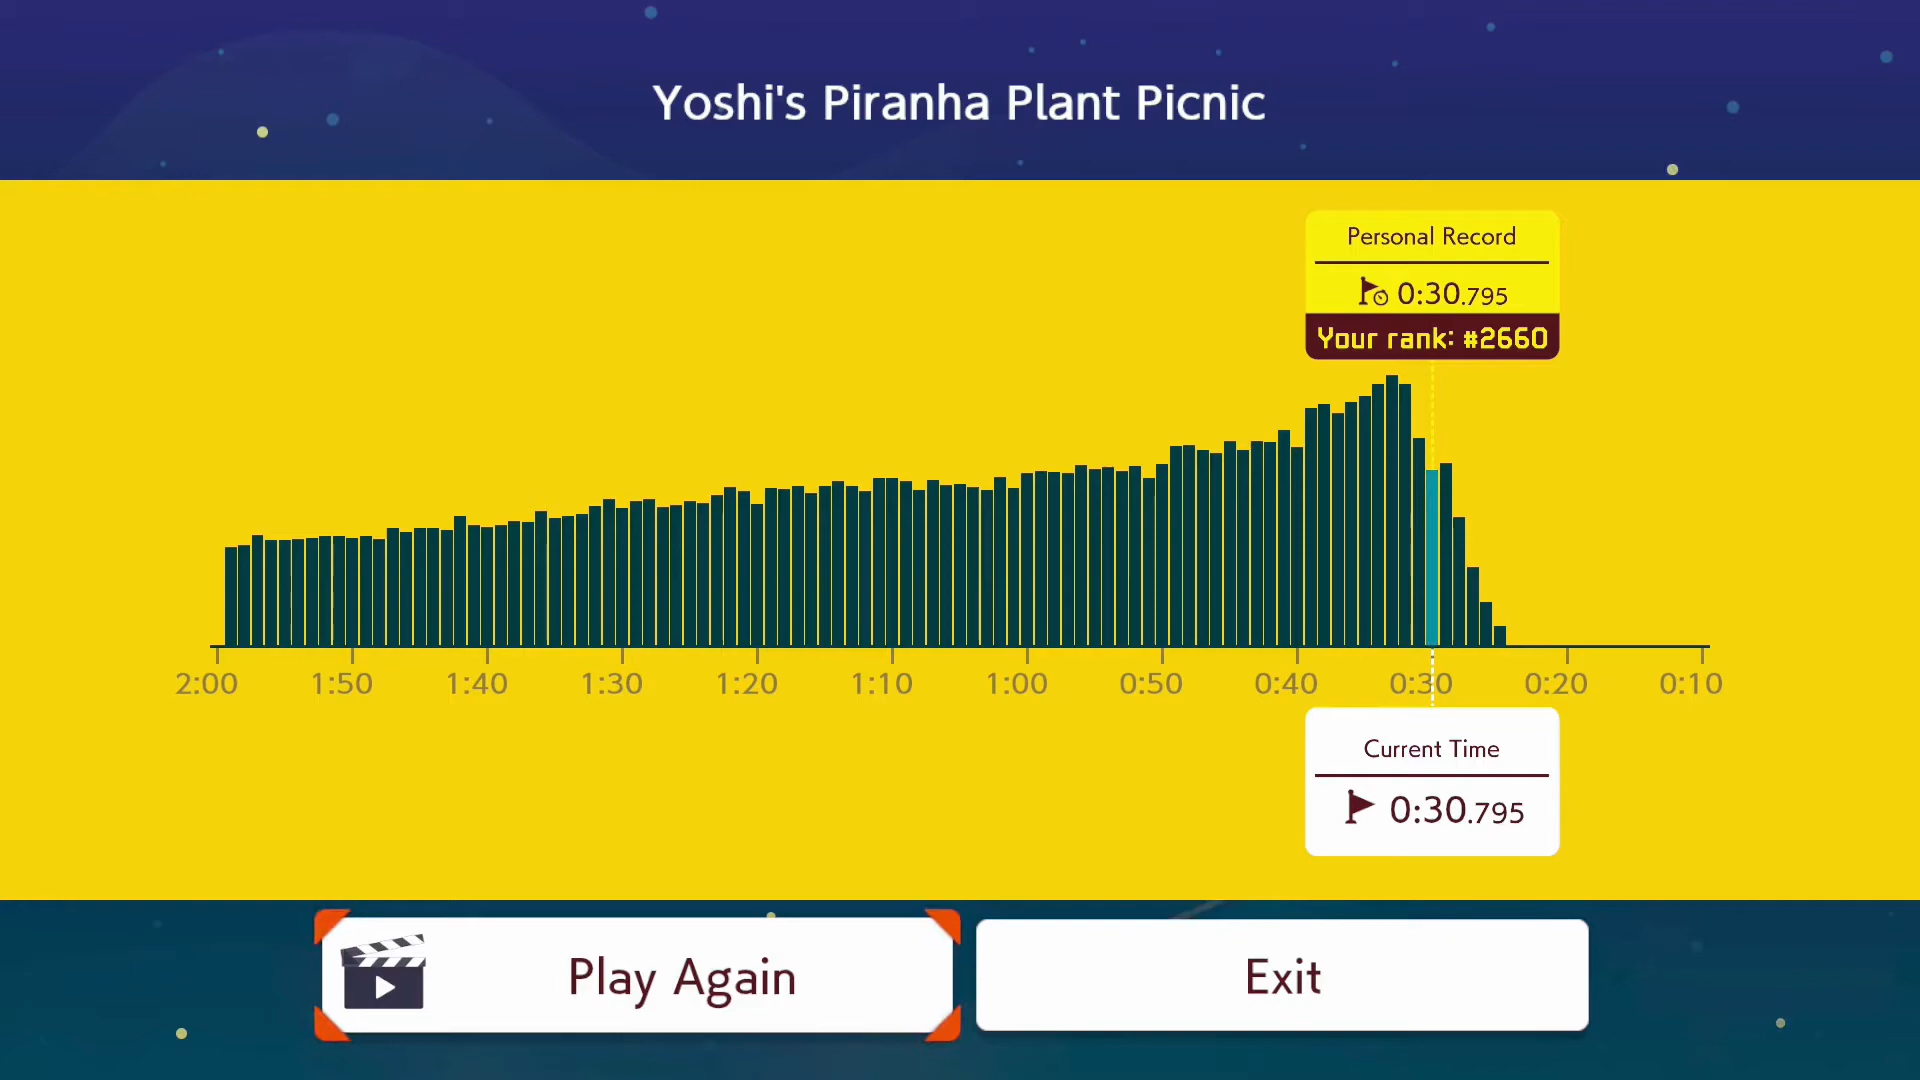 Yoshi's Piranha Plant Picnic
Personal Record
0:30.795
Your rank: #2660
2:00 1:50 1:40 1:30 1:20 1:10 1:00 0:50 0:40 0:30 0:20 0:10
Current Time
0:30.795
Play Again
Exit